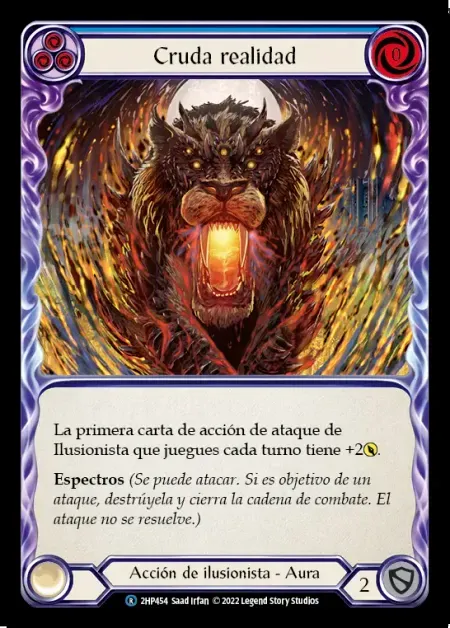 Cruda realidad
0
La primera carta de acción de ataque de
Ilusionista que juegues cada turno tiene +2.
Espectros (Se puede atacar. Si es objetivo de un
ataque, destrúyela y cierra la cadena de combate. El
ataque no se resuelve.)
Acción de ilusionista - Aura
2
R 2HP454 Saad Irfan © 2022 Legend Story Studios